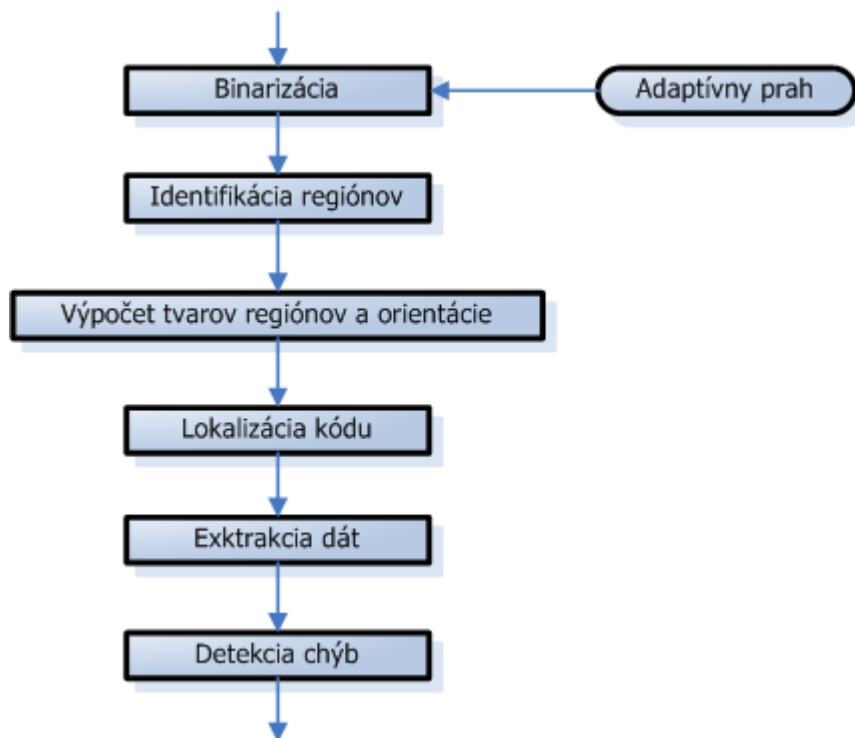 Binarizácia
Adaptívny prah
Identifikácia regiónov
Výpočet tvarov regiónov a orientácie
Lokalizácia kódu
Exktrakcia dát
Detekcia chýb